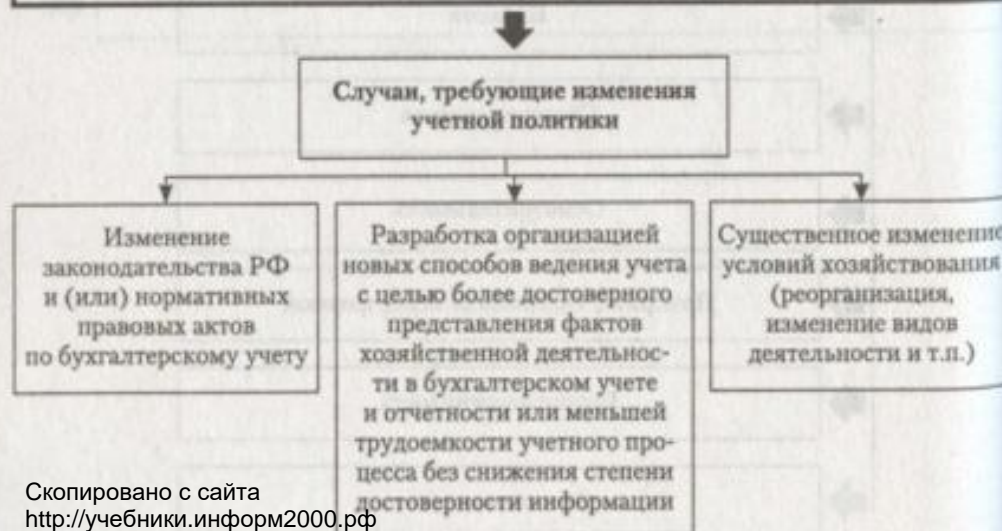 Случаи, требующие изменения
учетной политики
Изменение
законодательства РФ
и (или) нормативных
правовых актов
по бухгалтерскому учету
Разработка организацией
новых способов ведения учета
с целью более достоверного
представления фактов
хозяйственной деятельнос-
ти в бухгалтерском учете
и отчетности или меньшей
трудоемкости учетного про-
цесса без снижения степени
достоверности информации
Существенное изменение
условий хозяйствования
(реорганизация,
изменение видов
деятельности и т.п.)
Скопировано с сайта
http://учебники.информ2000.рф